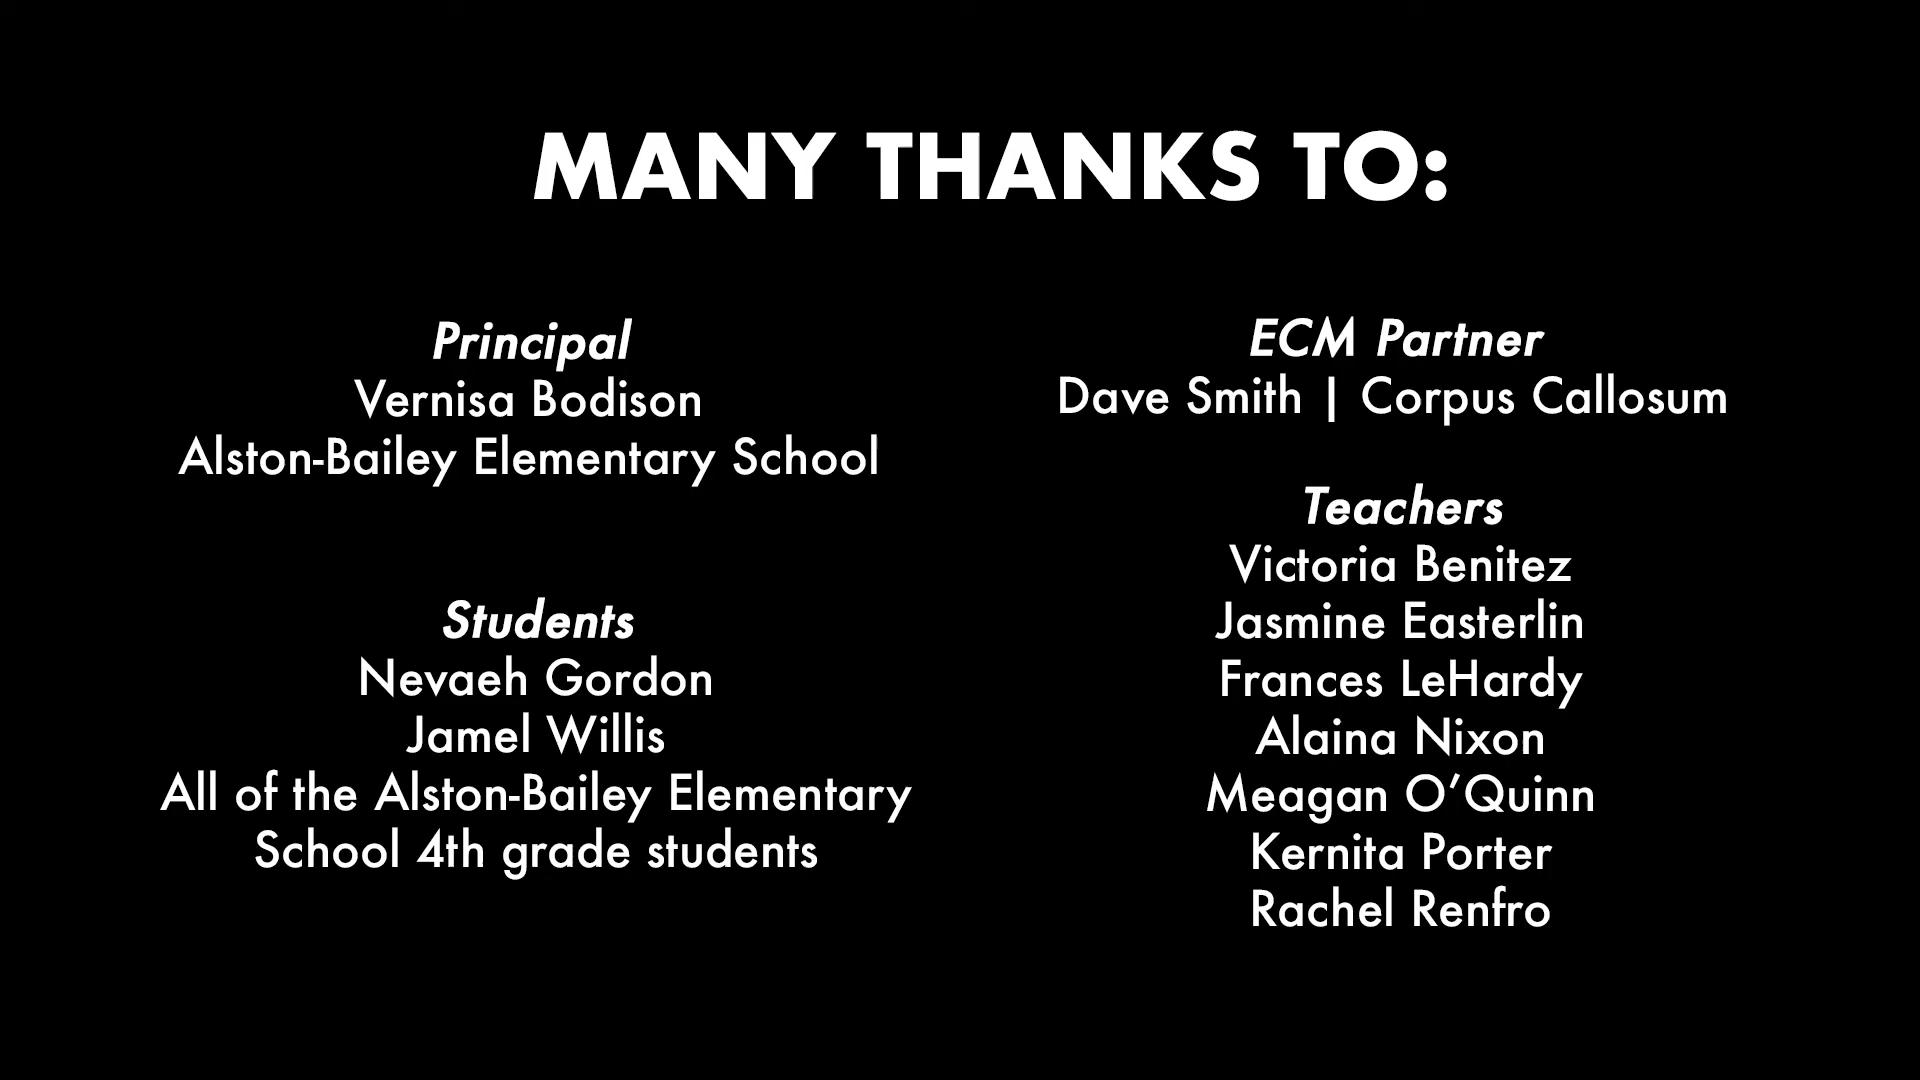 MANY THANKS TO:
Principal
Vernisa Bodison
Alston-Bailey Elementary School
Students
Nevaeh Gordon
Jamel Willis
All of the Alston-Bailey Elementary
School 4th grade students
ECM Partner
Dave Smith | Corpus Callosum
Teachers
Victoria Benitez
Jasmine Easterlin
Frances LeHardy
Alaina Nixon
Meagan O’Quinn
Kernita Porter
Rachel Renfro